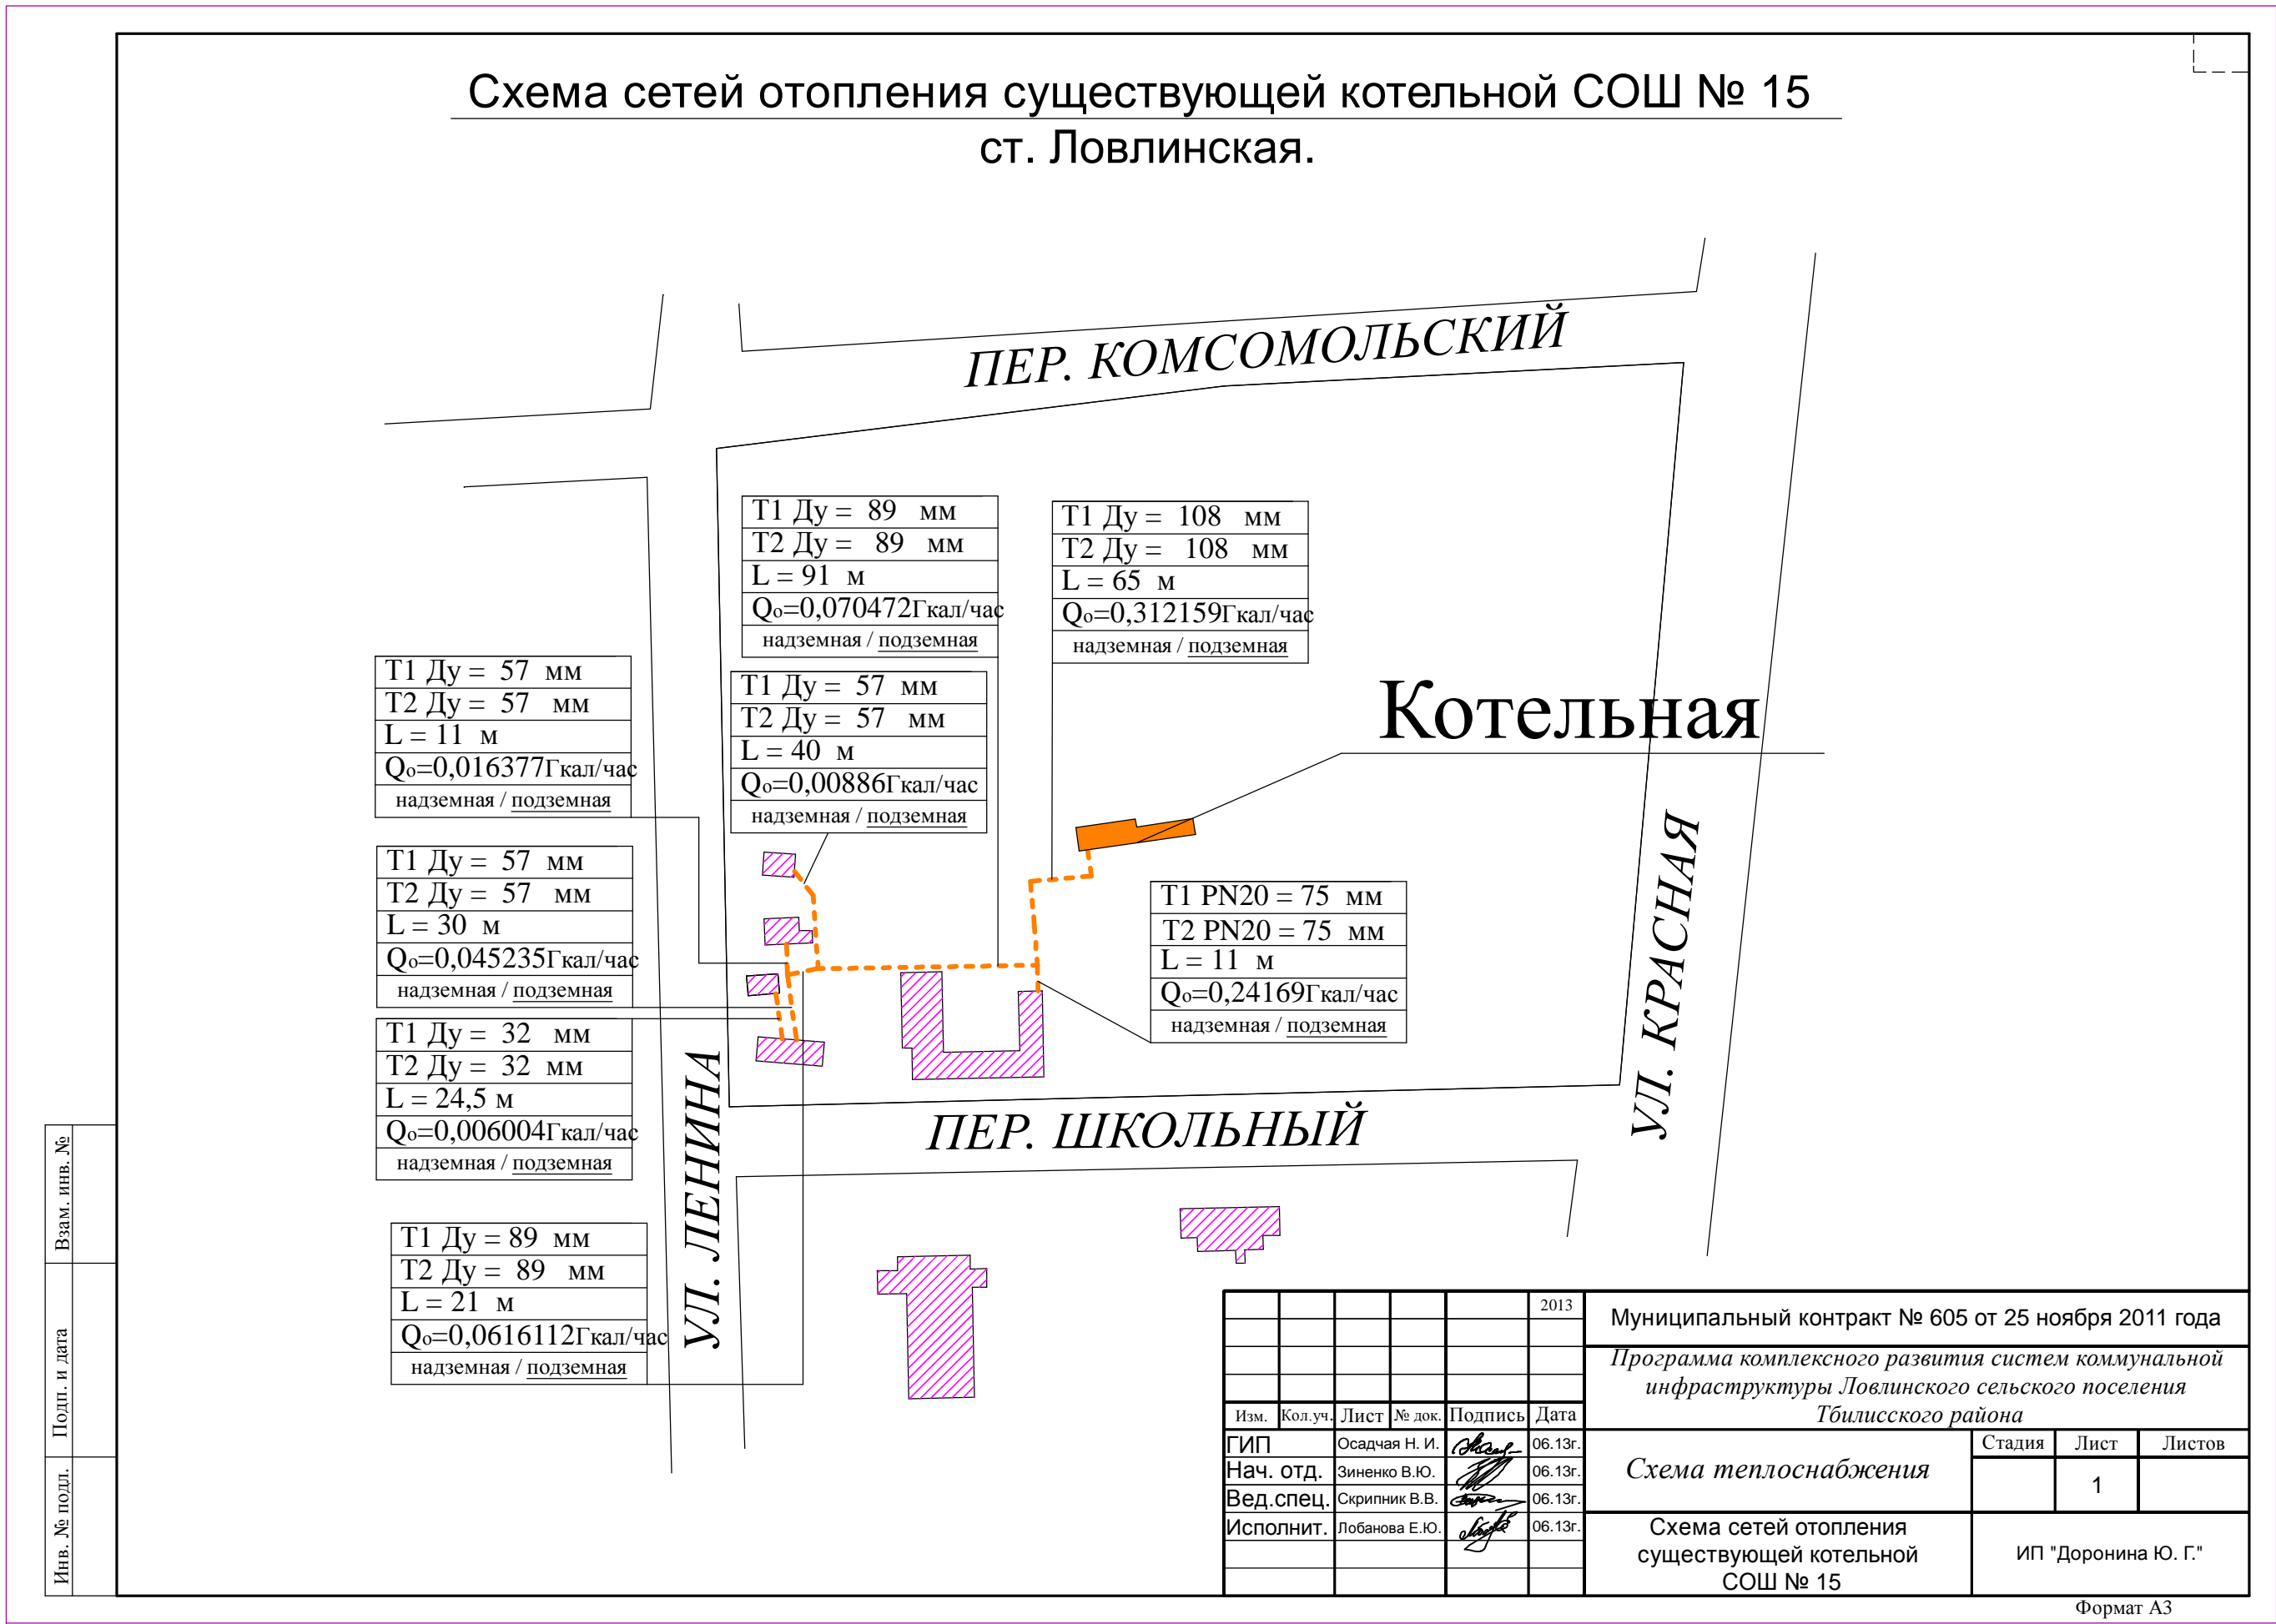 Схема сетей отопления существующей котельной СОШ № 15
ст. Ловлинская.
ПЕР. КОМСОМОЛЬСКИЙ
Т1 Ду = 89 мм
Т2 Ду = 89 мм
L = 91 м
Qо=0,070472Гкал/час
надземная / подземная
Т1 Ду = 108 мм
Т2 Ду = 108 мм
L = 65 м
Qо=0,312159Гкал/час
надземная / подземная
Т1 Ду = 57 мм
Т2 Ду = 57 мм
L = 11 м
Qо=0,016377Гкал/час
надземная / подземная
Т1 Ду = 57 мм
Т2 Ду = 57 мм
L = 40 м
Qо=0,00886Гкал/час
надземная / подземная
Котельная
Т1 Ду = 57 мм
Т2 Ду = 57 мм
L = 30 м
Qо=0,045235Гкал/час
надземная / подземная
Т1 PN20 = 75 мм
Т2 PN20 = 75 мм
L = 11 м
Qо=0,24169Гкал/час
надземная / подземная
Т1 Ду = 32 мм
Т2 Ду = 32 мм
L = 24,5 м
Qо=0,006004Гкал/час
надземная / подземная
УЛ. КРАСНАЯ
ПЕР. ШКОЛЬНЫЙ
УЛ. ЛЕНИНА
Т1 Ду = 89 мм
Т2 Ду = 89 мм
L = 21 м
Qо=0,0616112Гкал/час
надземная / подземная
Взам. инв. №
Подп. и дата
Инв. № подл.
2013
Муниципальный контракт № 605 от 25 ноября 2011 года
Программа комплексного развития систем коммунальной
инфраструктуры Ловлинского сельского поселения
Тбилисского района
Изм. Кол.уч. Лист № док. Подпись Дата
ГИП Осадчая Н. И. 06.13г.
Нач. отд. Зиненко В.Ю. 06.13г.
Вед.спец. Скрипник В.В. 06.13г.
Исполнит. Лобанова Е.Ю. 06.13г.
Схема теплоснабжения
Стадия Лист Листов
1
Схема сетей отопления
существующей котельной
СОШ № 15
ИП "Доронина Ю. Г."
Формат А3